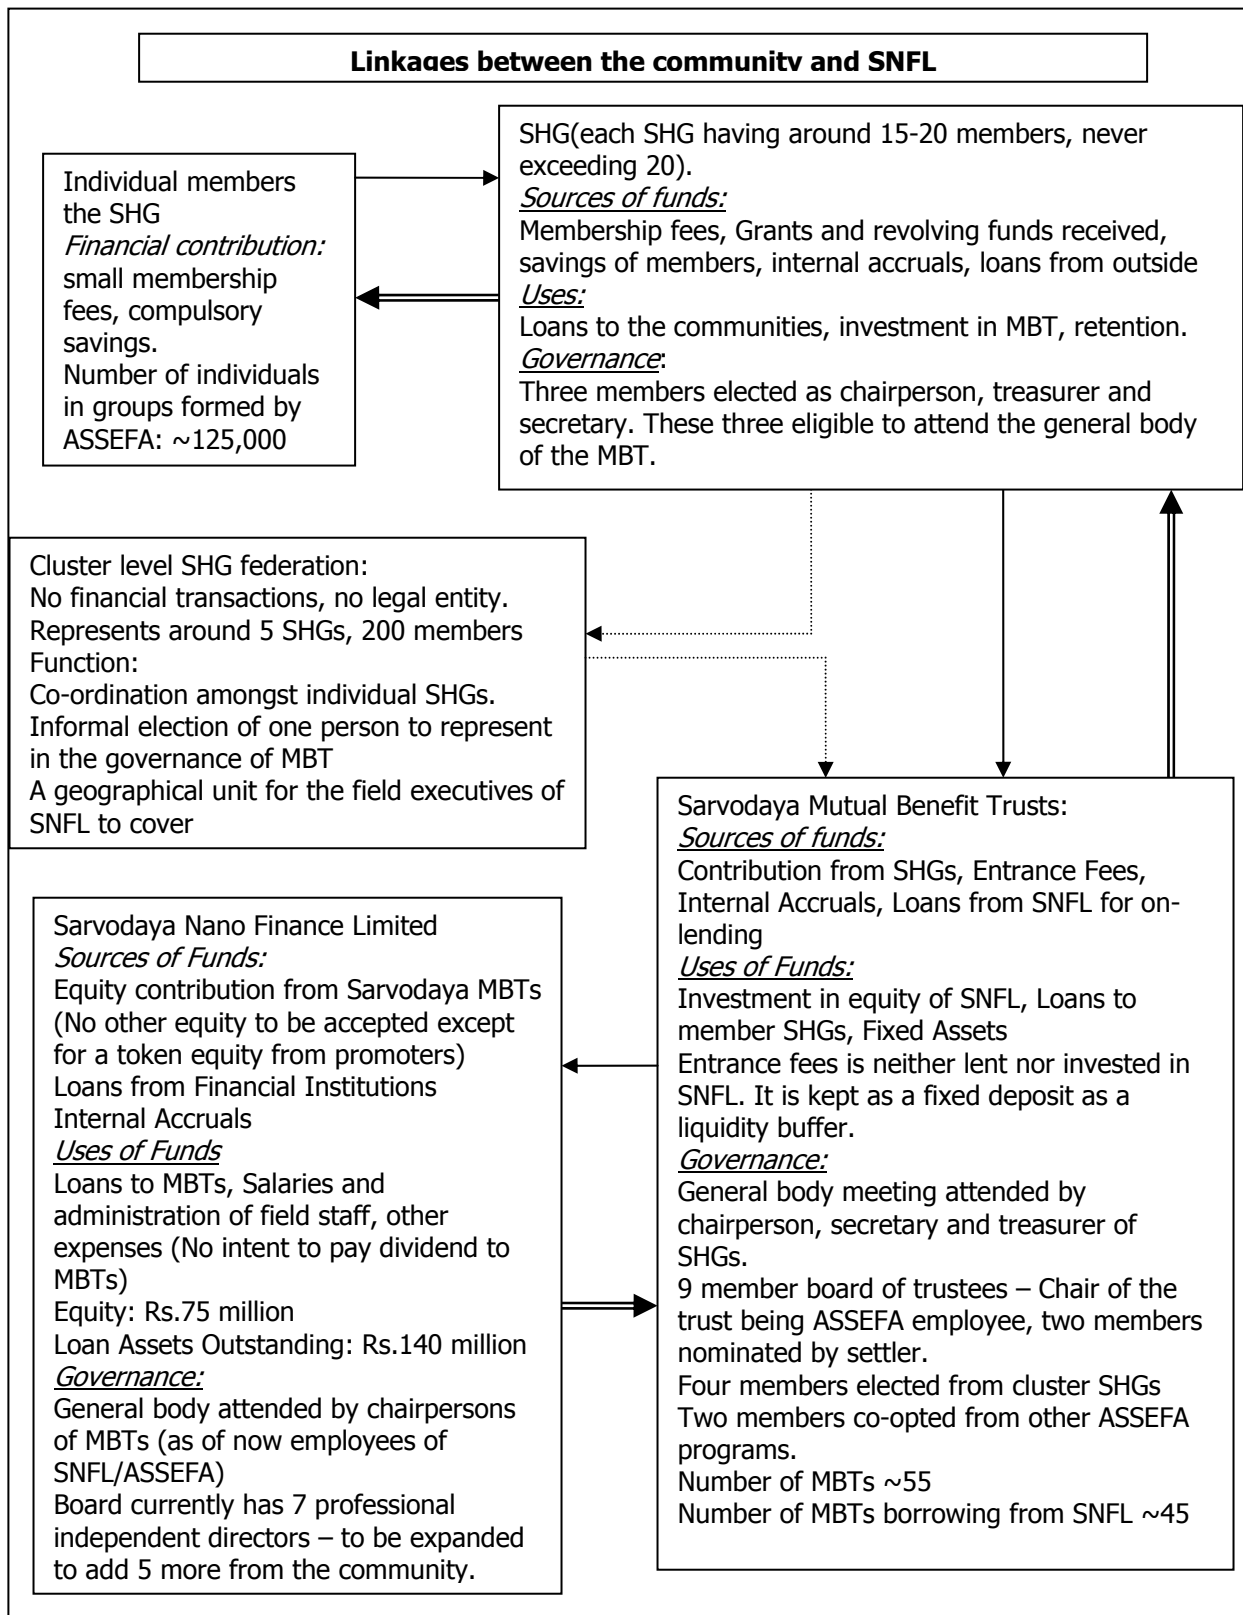 Linkages between the community and SNFL
Individual members
the SHG
Financial contribution:
small membership
fees, compulsory
savings.
Number of individuals
in groups formed by
ASSEFA: ~125,000
SHG(each SHG having around 15-20 members, never
exceeding 20).
Sources of funds:
Membership fees, Grants and revolving funds received,
savings of members, internal accruals, loans from outside
Uses:
Loans to the communities, investment in MBT, retention.
Governance:
Three members elected as chairperson, treasurer and
secretary. These three eligible to attend the general body
of the MBT.
Cluster level SHG federation:
No financial transactions, no legal entity.
Represents around 5 SHGs, 200 members
Function:
Co-ordination amongst individual SHGs.
Informal election of one person to represent
in the governance of MBT
A geographical unit for the field executives of
SNFL to cover
Sarvodaya Nano Finance Limited
Sources of Funds:
Equity contribution from Sarvodaya MBTs
(No other equity to be accepted except
for a token equity from promoters)
Loans from Financial Institutions
Internal Accruals
Uses of Funds
Loans to MBTs, Salaries and
administration of field staff, other
expenses (No intent to pay dividend to
MBTs)
Equity: Rs.75 million
Loan Assets Outstanding: Rs.140 million
Governance:
General body attended by chairpersons
of MBTs (as of now employees of
SNFL/ASSEFA)
Board currently has 7 professional
independent directors – to be expanded
to add 5 more from the community.
Sarvodaya Mutual Benefit Trusts:
Sources of funds:
Contribution from SHGs, Entrance Fees,
Internal Accruals, Loans from SNFL for on-
lending
Uses of Funds:
Investment in equity of SNFL, Loans to
member SHGs, Fixed Assets
Entrance fees is neither lent nor invested in
SNFL. It is kept as a fixed deposit as a
liquidity buffer.
Governance:
General body meeting attended by
chairperson, secretary and treasurer of
SHGs.
9 member board of trustees – Chair of the
trust being ASSEFA employee, two members
nominated by settler.
Four members elected from cluster SHGs
Two members co-opted from other ASSEFA
programs.
Number of MBTs ~55
Number of MBTs borrowing from SNFL ~45